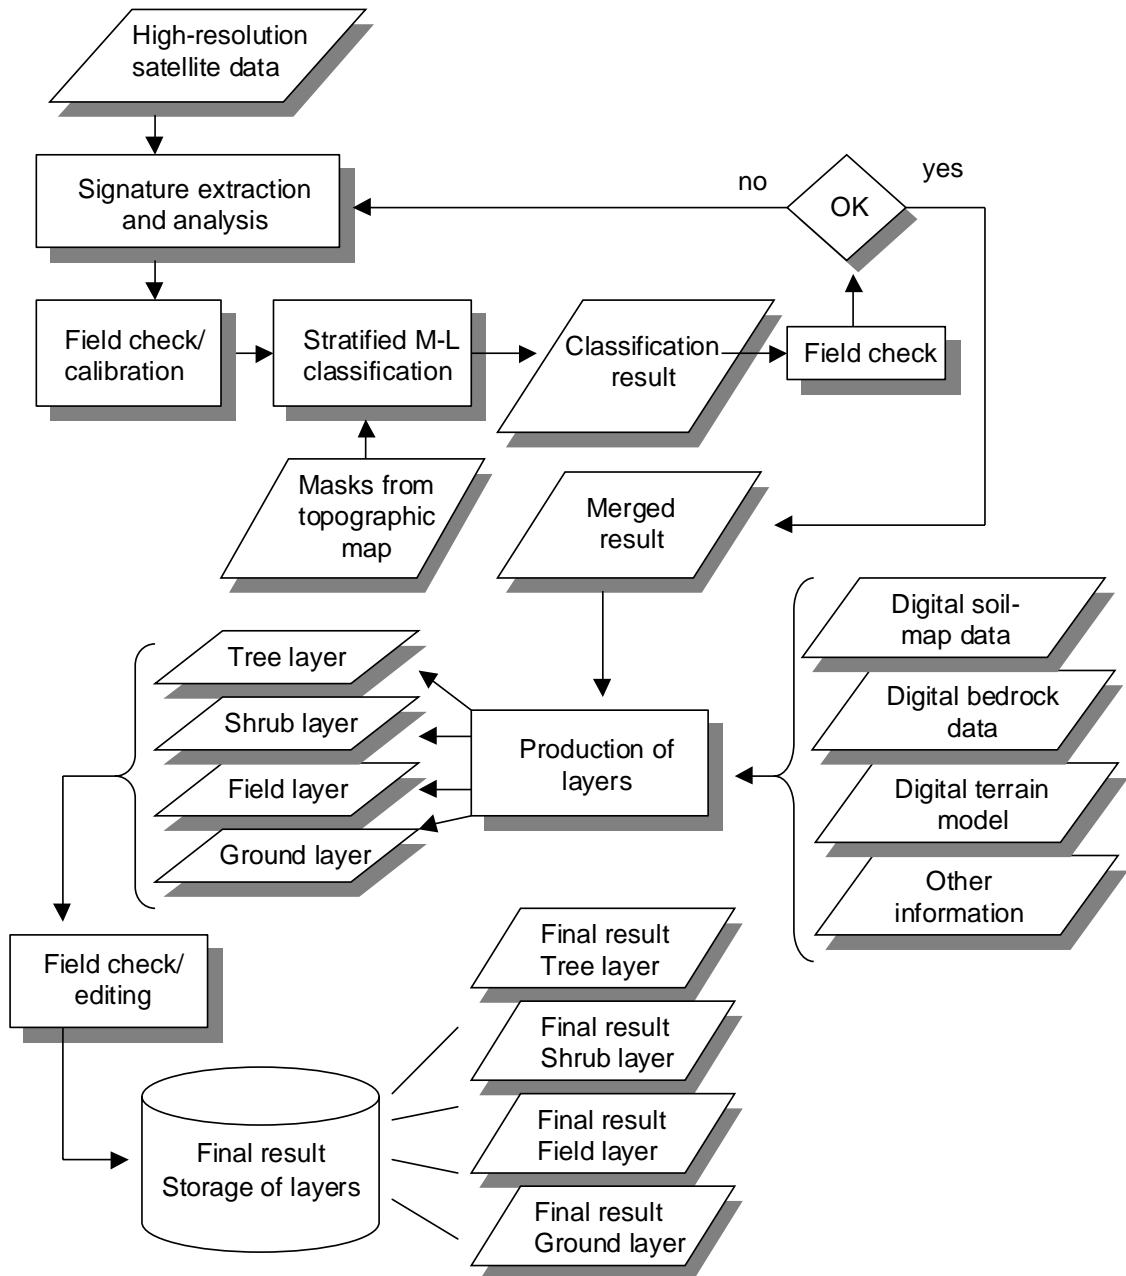 High-resolution
satellite data
Signature extraction
and analysis
no
OK
yes
Field check/
calibration
Stratified M-L
classification
Classification
result
Field check
Masks from
topographic
map
Merged
result
Digital soil-
map data
Digital bedrock
data
Digital terrain
model
Other
information
Production of
layers
Tree layer
Shrub layer
Field layer
Ground layer
Field check/
editing
Final result
Storage of layers
Final result
Tree layer
Final result
Shrub layer
Final result
Field layer
Final result
Ground layer